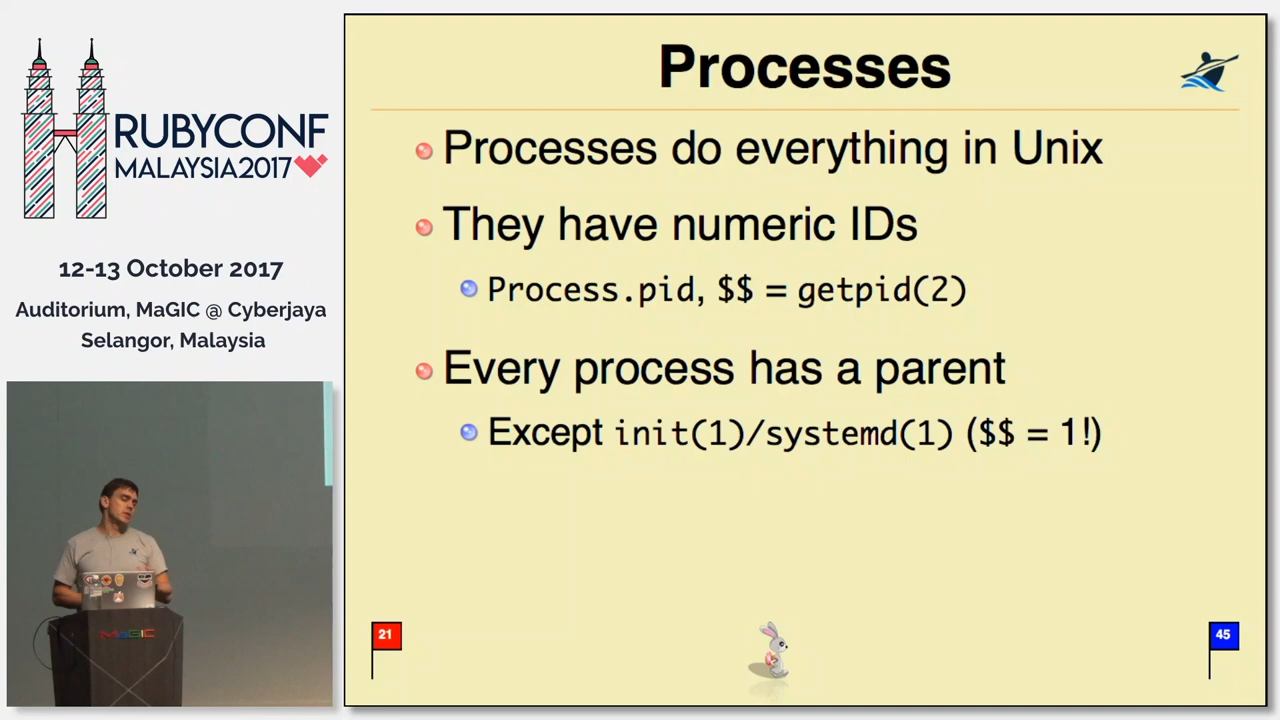 RUBYCONF
MALAYSIA2017
12-13 October 2017
Auditorium, MaGIC @ Cyberjaya
Selangor, Malaysia
MaGIC
Processes
Processes do everything in Unix
They have numeric IDs
Process.pid, $$ = getpid(2)
Every process has a parent
Except init(1)/systemd(1) ($$ = 1!)
21
45